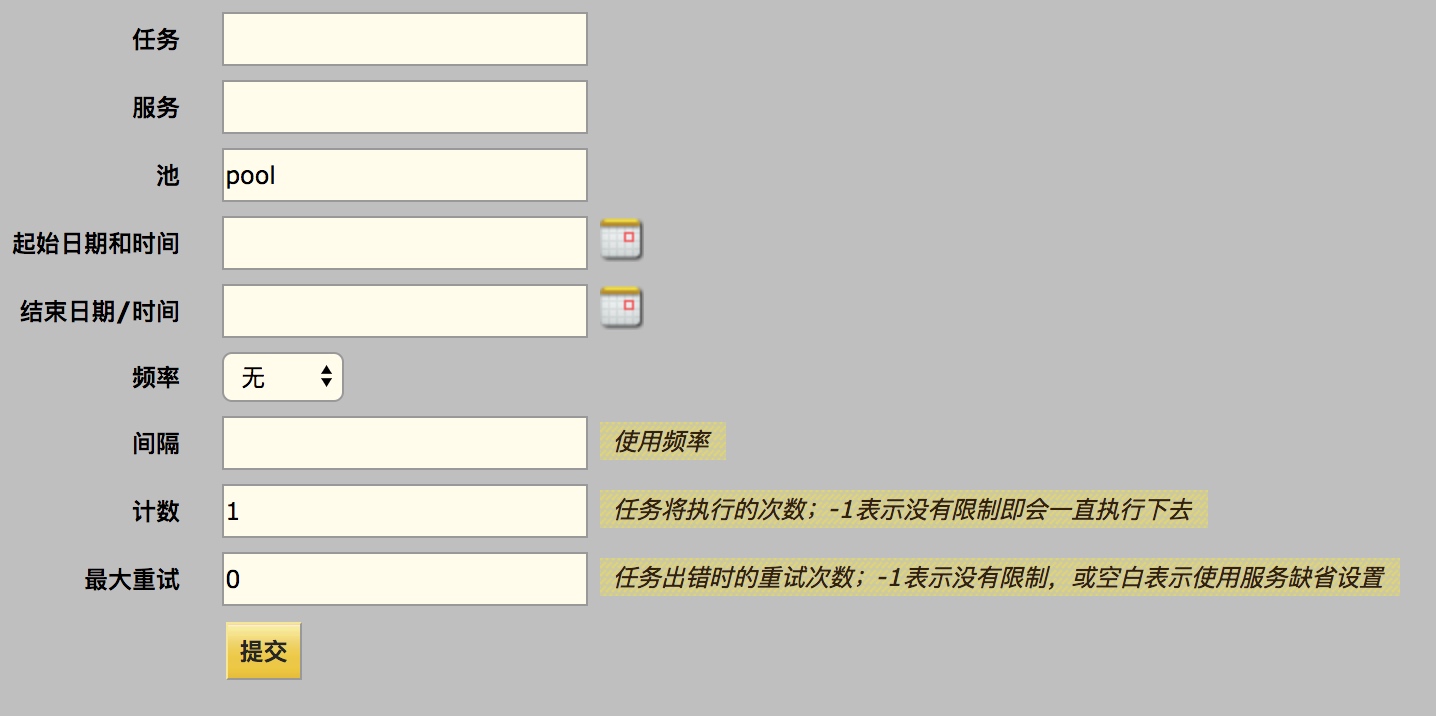 任务
服务
池 pool
起始日期和时间
结束日期/时间
频率 无
间隔 使用频率
计数 1 任务将执行的次数；-1表示没有限制即会一直执行下去
最大重试 0 任务出错时的重试次数；-1表示没有限制，或空白表示使用服务缺省设置
提交